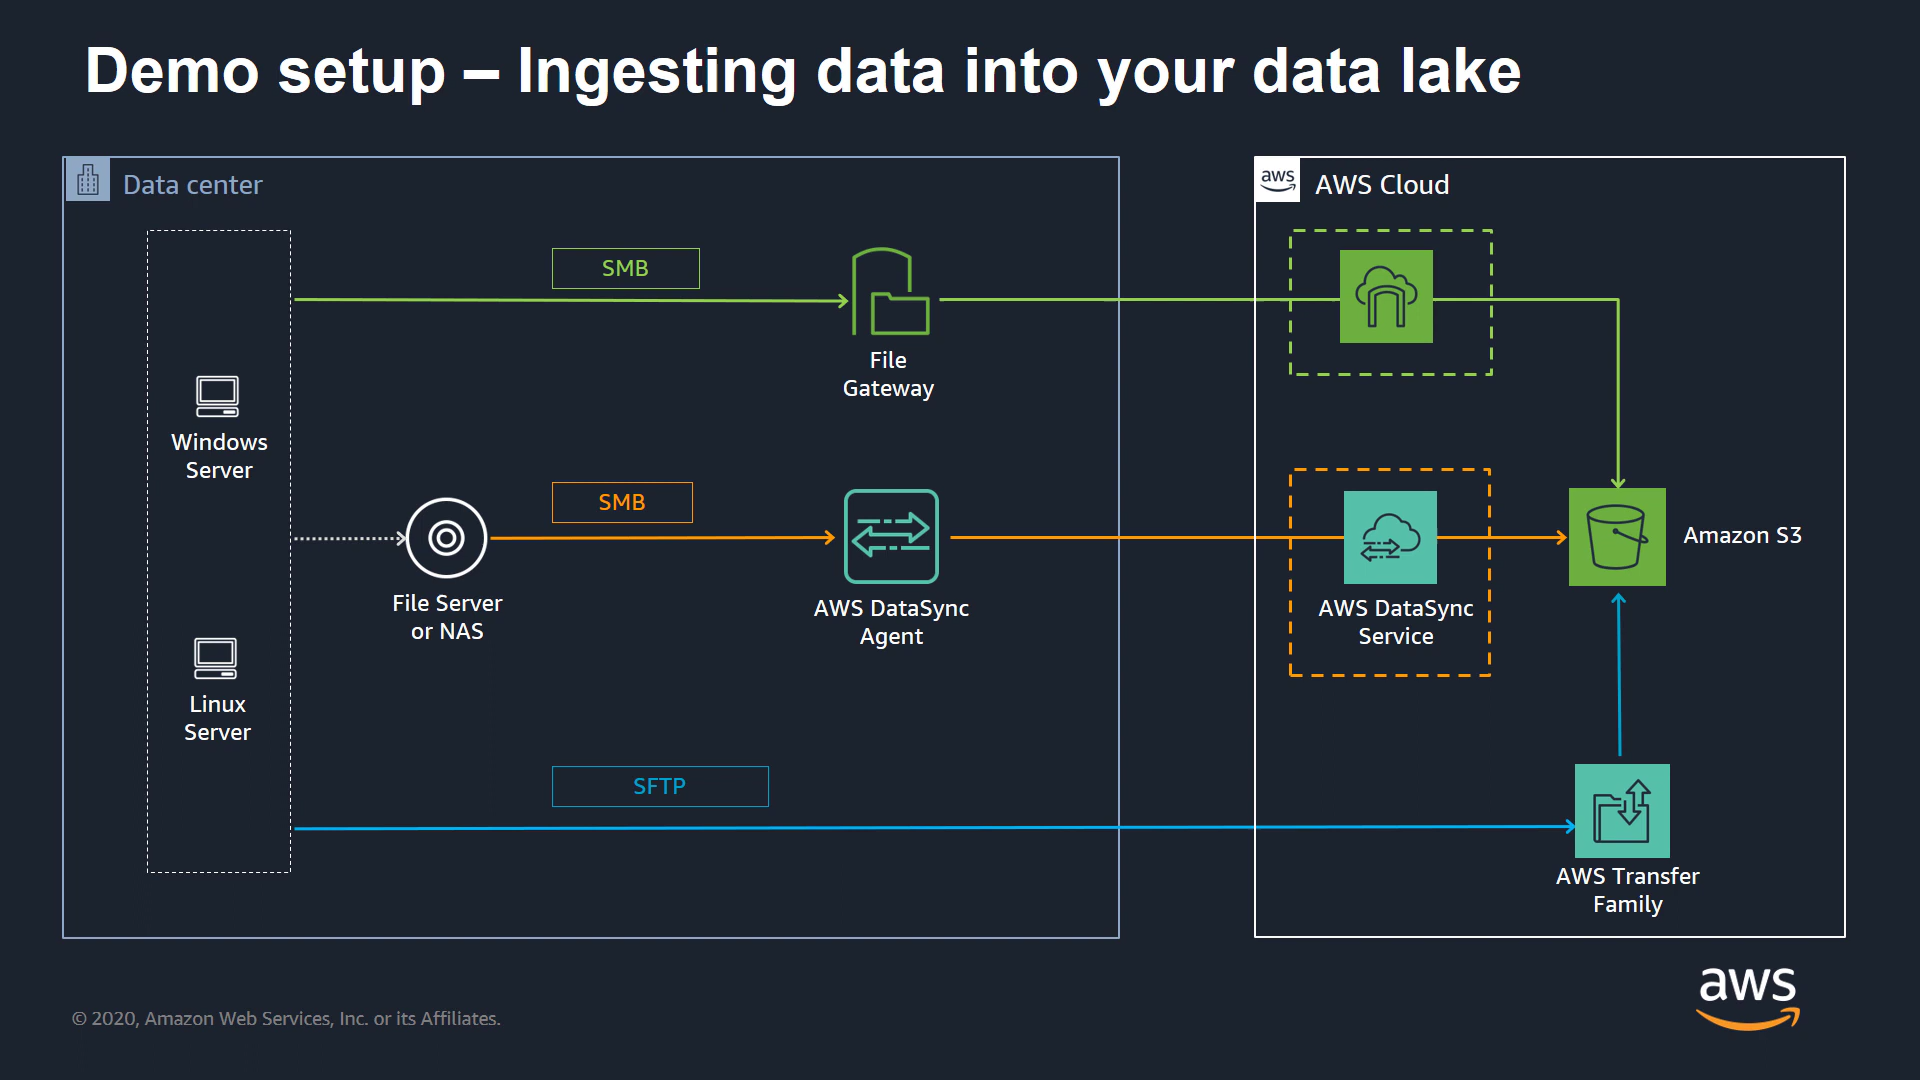 Demo setup – Ingesting data into your data lake
Data center
aws
AWS Cloud
SMB
File
Gateway
Windows
Server
SMB
File Server
or NAS
AWS DataSync
Agent
AWS DataSync
Service
Amazon S3
Linux
Server
SFTP
AWS Transfer
Family
aws
© 2020, Amazon Web Services, Inc. or its Affiliates.